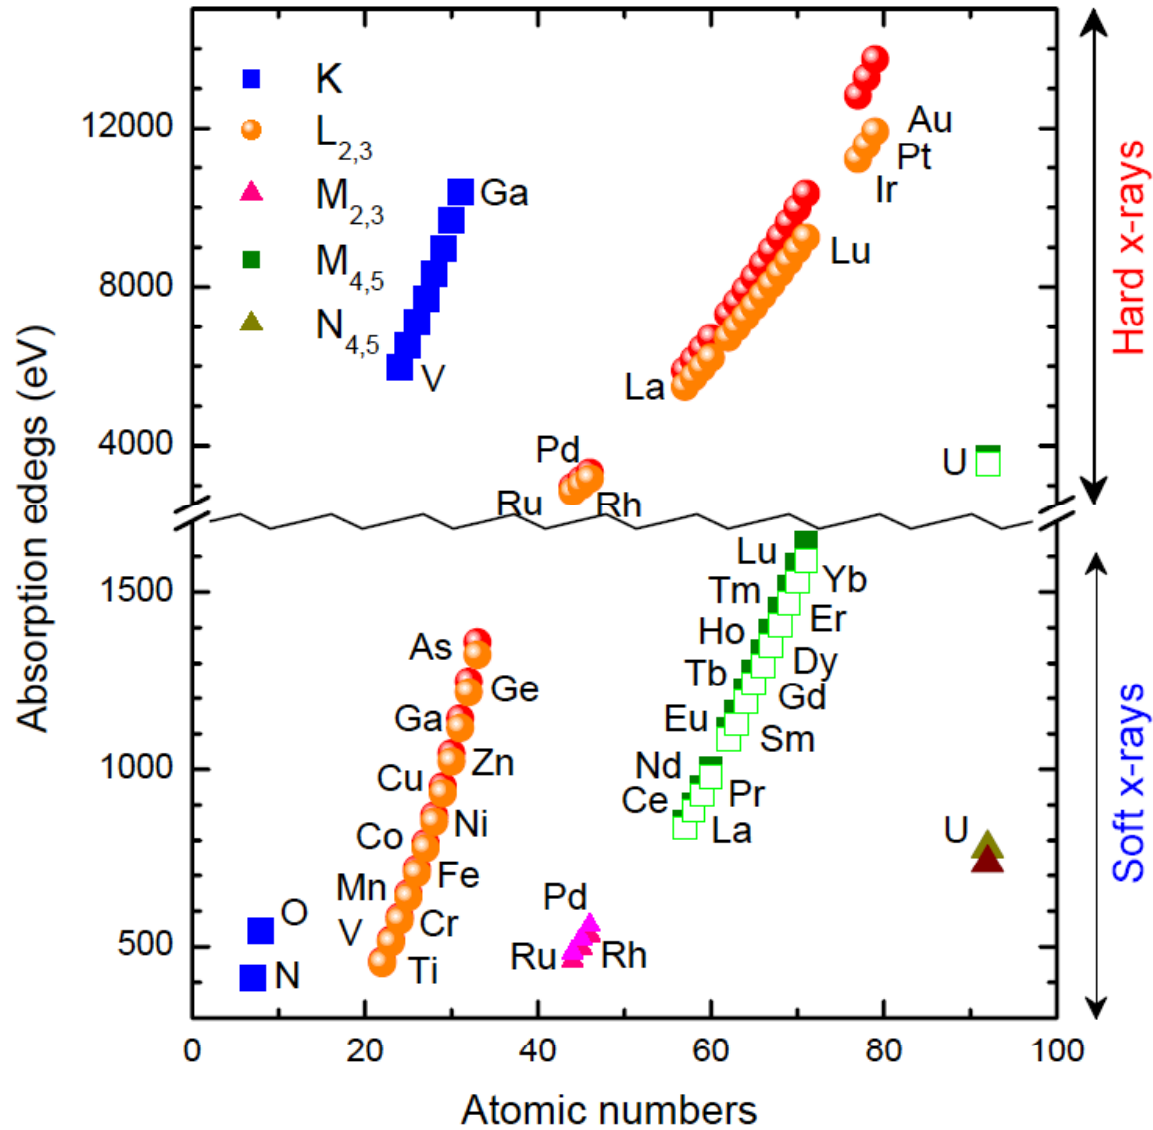 K
L2,3
M2,3
M4,5
N4,5
12000
8000
4000
1500
1000
500
0
20
40
60
80
100
Atomic numbers
Absorption edegs (eV)
Hard x-rays
Soft x-rays
Ga
V
Au
Pt
Ir
Lu
La
Pd
Ru
Rh
U
Lu
Yb
Tm
Er
Ho
Dy
Tb
Gd
Eu
Sm
Nd
Pr
Ce
La
As
Ge
Ga
Zn
Cu
Ni
Co
Fe
Mn
Cr
V
Ti
O
N
Pd
Ru
Rh
U